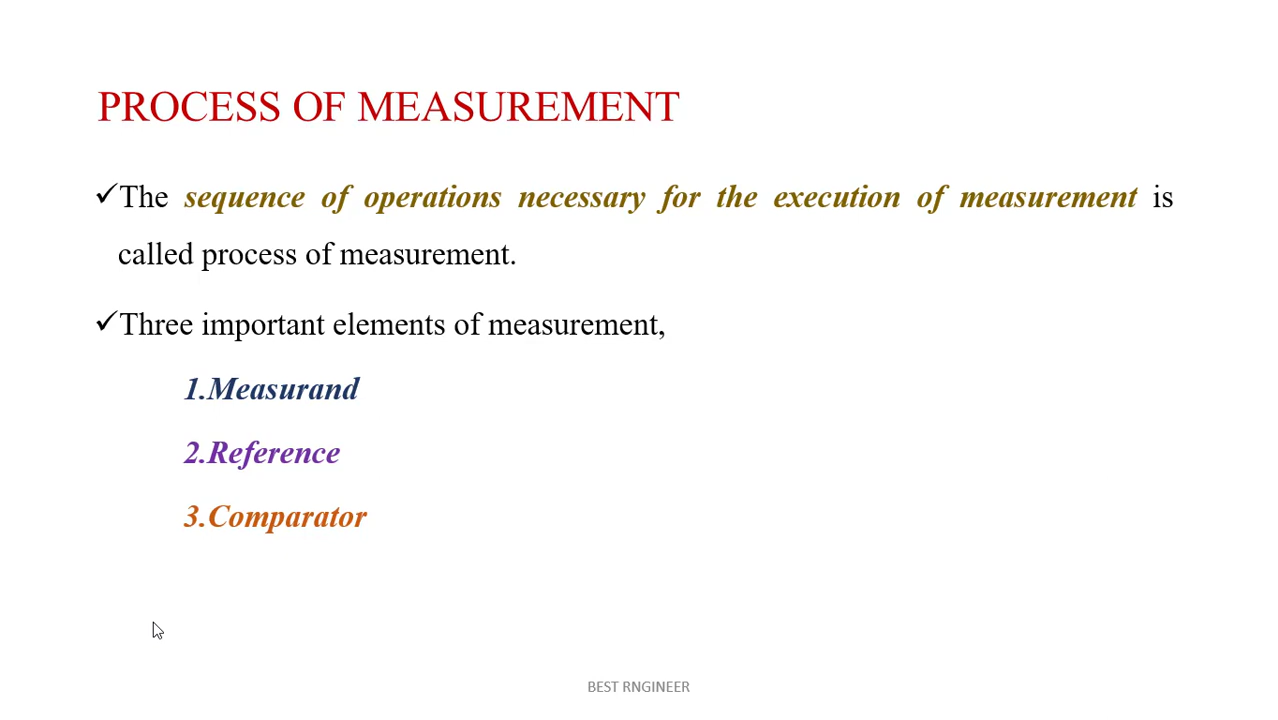 PROCESS OF MEASUREMENT
✓The sequence of operations necessary for the execution of measurement is
called process of measurement.
✓Three important elements of measurement,
1.Measurand
2.Reference
3.Comparator
BEST RNGINEER